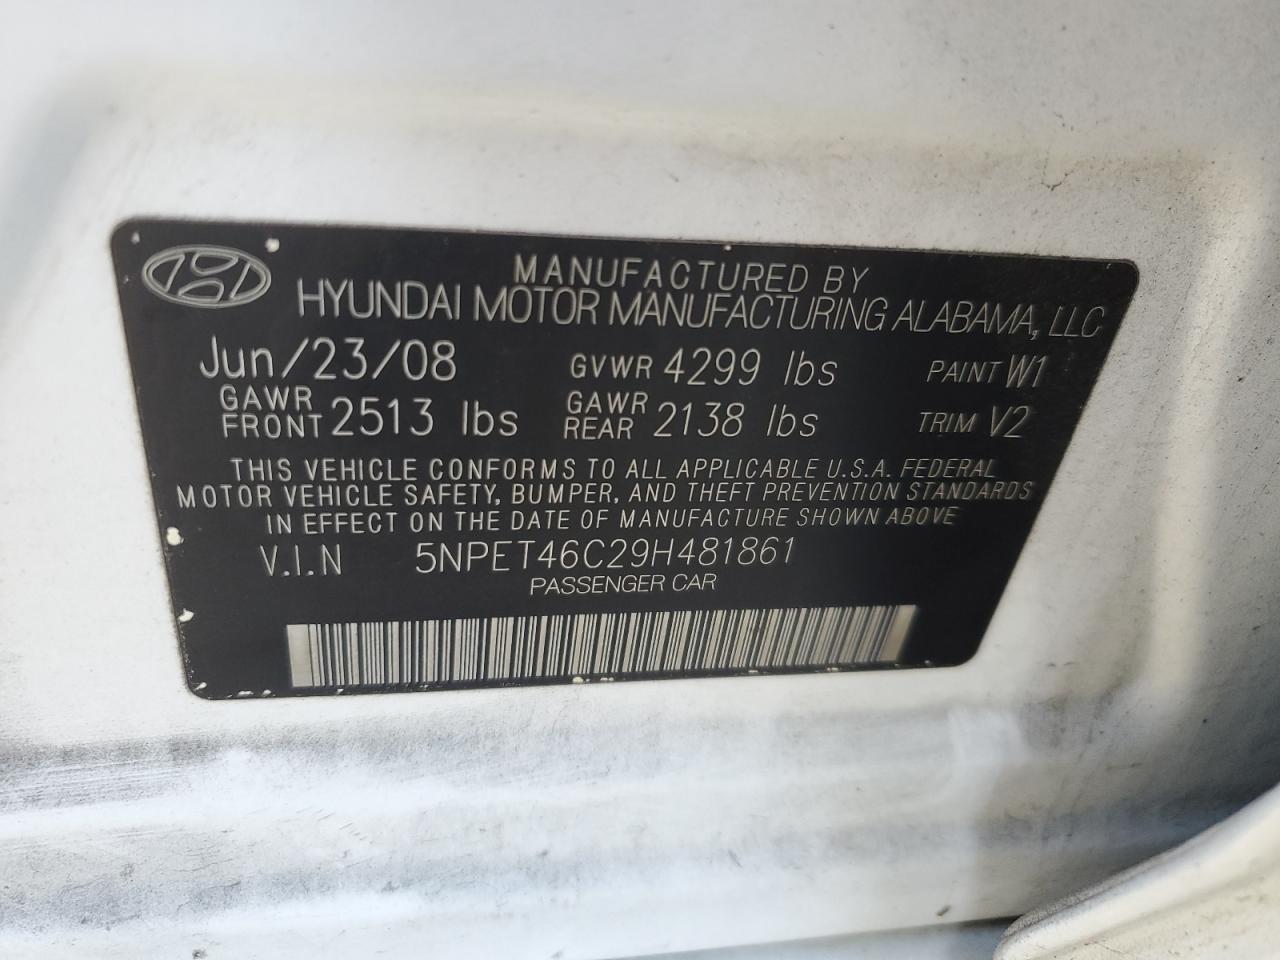 MANUFACTURED BY
HYUNDAI MOTOR MANUFACTURING ALABAMA, LLC
Jun/23/08 GVWR 4299 lbs PAINT W1
GAWR FRONT 2513 lbs GAWR REAR 2138 lbs TRIM V2
THIS VEHICLE CONFORMS TO ALL APPLICABLE U.S.A. FEDERAL
MOTOR VEHICLE SAFETY, BUMPER, AND THEFT PREVENTION STANDARDS
IN EFFECT ON THE DATE OF MANUFACTURE SHOWN ABOVE
V.I.N 5NPET46C29H481861
PASSENGER CAR